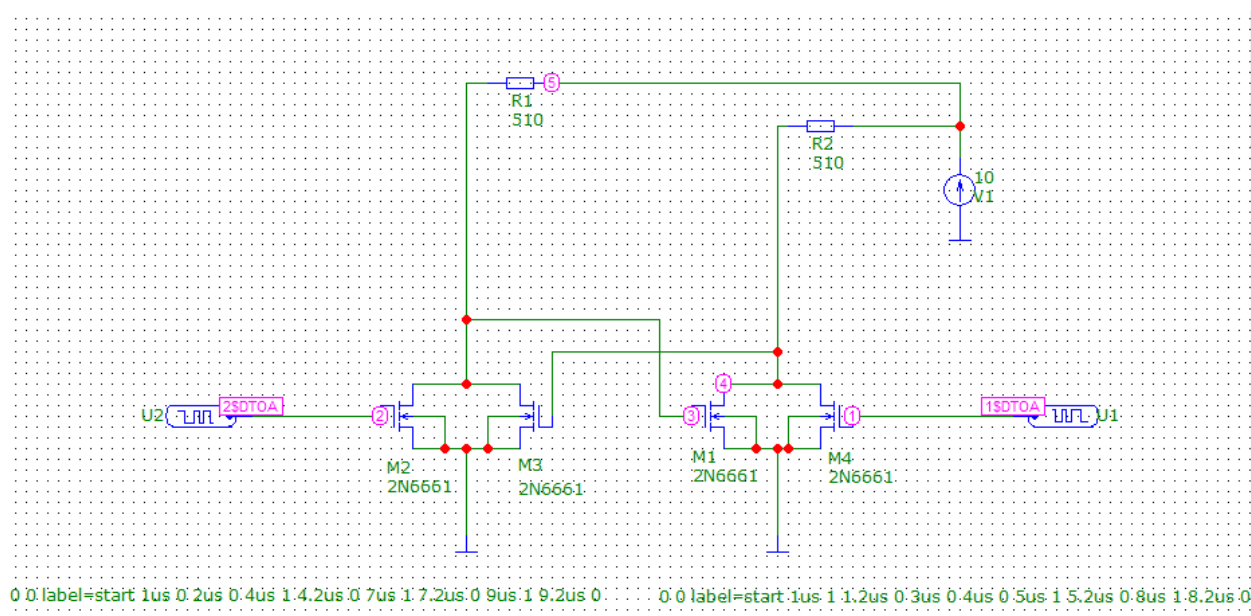 5
R1
510
R2
510
10
V1
4
U2
2$DTOA
2
3
1
1$DTOA
U1
M2
2N6661
M3
2N6661
M1
2N6661
M4
2N6661
0 0 label=start 1us 0 2us 0 4us 1 4.2us 0 7us 1 7.2us 0 9us 1 9.2us 0
0 0 label=start 1us 1 1.2us 0 3us 0 4us 0 5us 1 5.2us 0 8us 1 8.2us 0